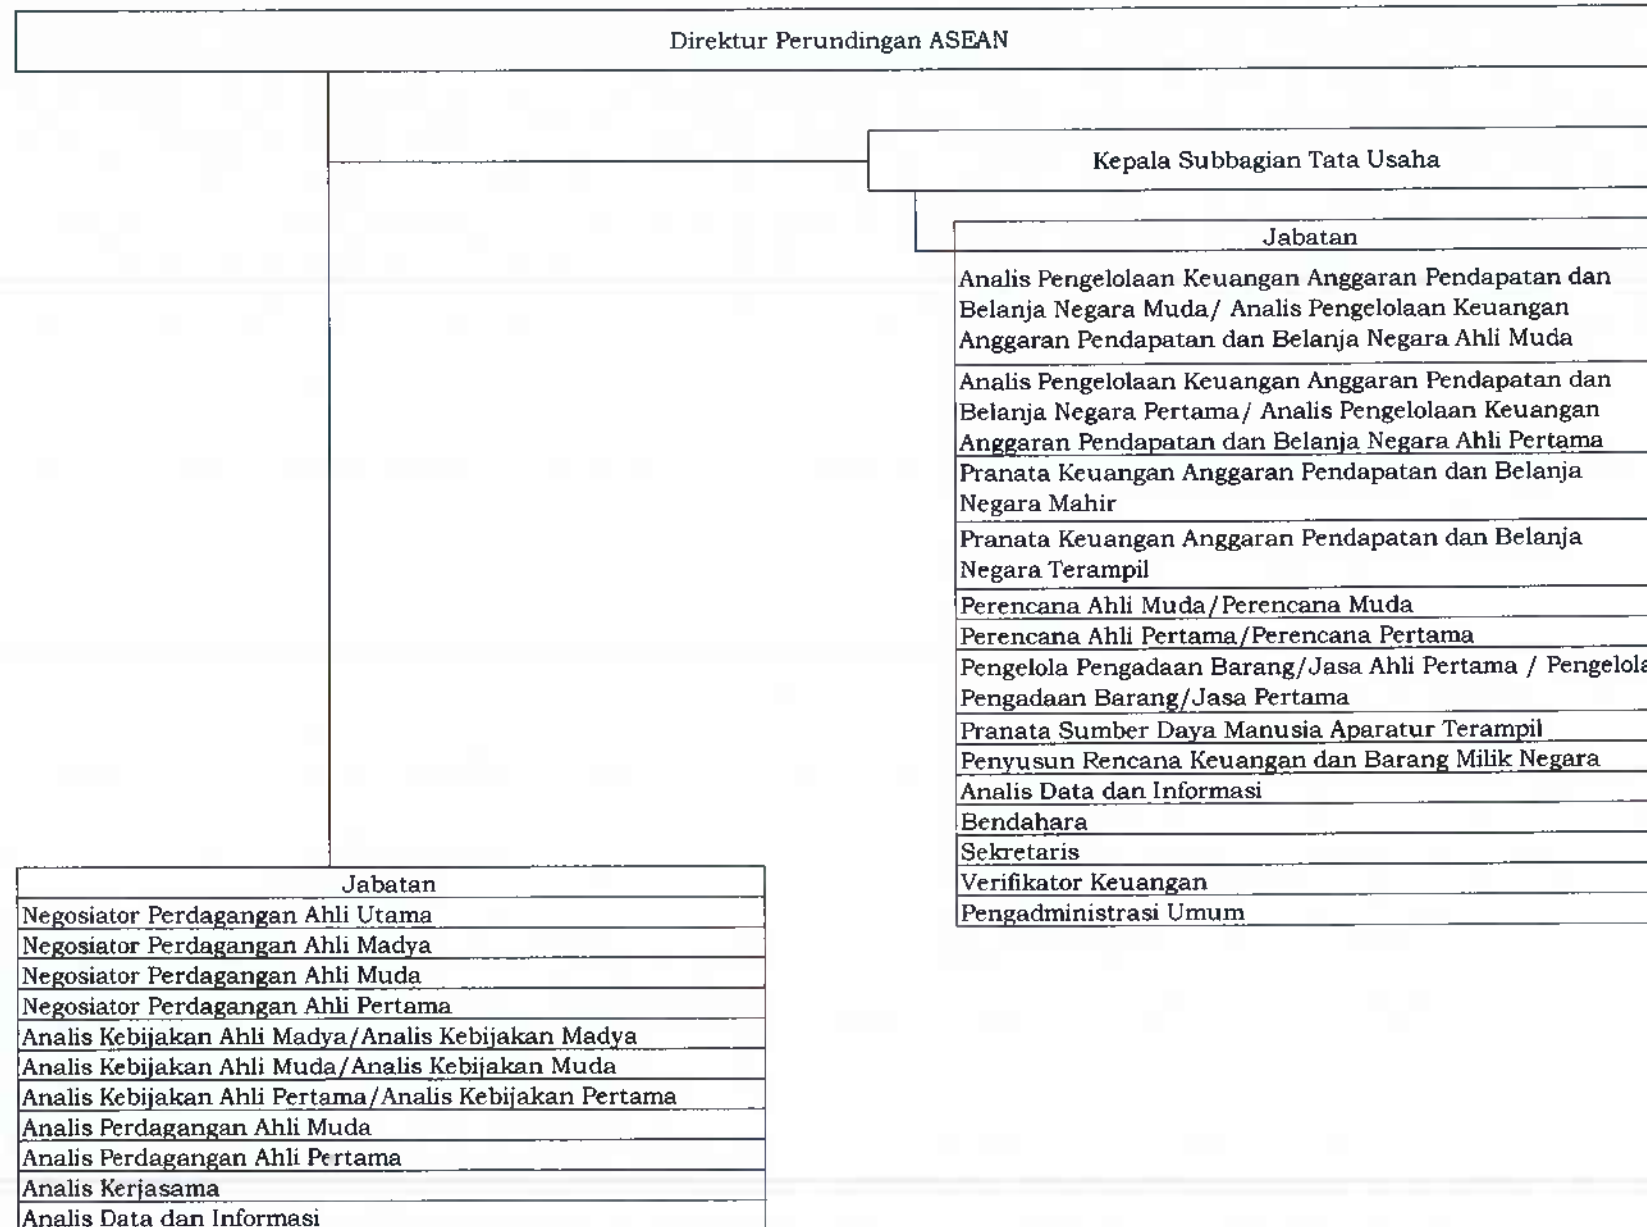 Direktur Perundingan ASEAN
Kepala Subbagian Tata Usaha
Jabatan
Analis Pengelolaan Keuangan Anggaran Pendapatan dan
Belanja Negara Muda/ Analis Pengelolaan Keuangan
Anggaran Pendapatan dan Belanja Negara Ahli Muda
Analis Pengelolaan Keuangan Anggaran Pendapatan dan
Belanja Negara Pertama/ Analis Pengelolaan Keuangan
Anggaran Pendapatan dan Belanja Negara Ahli Pertama
Pranata Keuangan Anggaran Pendapatan dan Belanja
Negara Mahir
Pranata Keuangan Anggaran Pendapatan dan Belanja
Negara Terampil
Perencana Ahli Muda/Perencana Muda
Perencana Ahli Pertama/Perencana Pertama
Pengelola Pengadaan Barang/Jasa Ahli Pertama / Pengelola
Pengadaan Barang/Jasa Pertama
Pranata Sumber Daya Manusia Aparatur Terampil
Penyusun Rencana Keuangan dan Barang Milik Negara
Analis Data dan Informasi
Bendahara
Sekretaris
Verifikator Keuangan
Pengadministrasi Umum
Jabatan
Negosiator Perdagangan Ahli Utama
Negosiator Perdagangan Ahli Madya
Negosiator Perdagangan Ahli Muda
Negosiator Perdagangan Ahli Pertama
Analis Kebijakan Ahli Madya/Analis Kebijakan Madya
Analis Kebijakan Ahli Muda/Analis Kebijakan Muda
Analis Kebijakan Ahli Pertama/Analis Kebijakan Pertama
Analis Perdagangan Ahli Muda
Analis Perdagangan Ahli Pertama
Analis Kerjasama
Analis Data dan Informasi